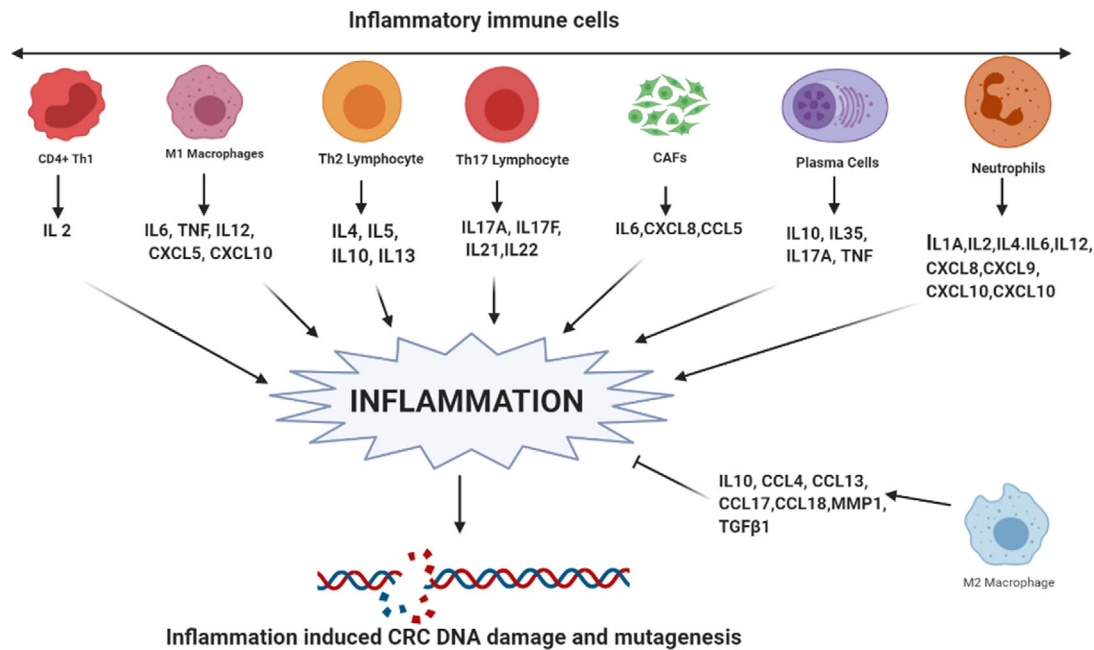 Inflammatory immune cells
CD4+ Th1
M1 Macrophages
Th2 Lymphocyte
Th17 Lymphocyte
CAFs
Plasma Cells
Neutrophils
IL 2
IL6, TNF, IL12,
CXCL5, CXCL10
IL4, IL5,
IL10, IL13
IL17A, IL17F,
IL21,IL22
IL6,CXCL8,CCL5
IL10, IL35,
IL17A, TNF
IL1A,IL2,IL4.IL6,IL12,
CXCL8,CXCL9,
CXCL10,CXCL10
INFLAMMATION
IL10, CCL4, CCL13,
CCL17,CCL18,MMP1,
TGFβ1
M2 Macrophage
Inflammation induced CRC DNA damage and mutagenesis